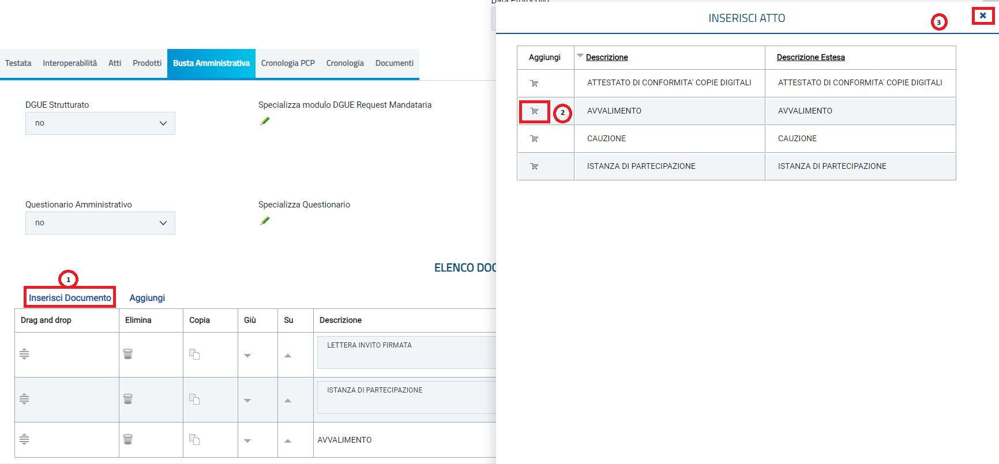 Data Protocollo
INSERISCI ATTO
3
Testata Interoperabilità Atti Prodotti Busta Amministrativa Cronologia PCP Cronologia Documenti
DGUE Strutturato Specializza modulo DGUE Request Mandataria
no
Questionario Amministrativo Specializza Questionario
no
ELENCO DOC
1
Inserisci Documento Aggiungi
Drag and drop Elimina Copia Giù Su Descrizione
LETTERA INVITO FIRMATA
ISTANZA DI PARTECIPAZIONE
AVVALIMENTO
Aggiungi Descrizione Descrizione Estesa
ATTESTATO DI CONFORMITA' COPIE DIGITALI ATTESTATO DI CONFORMITA' COPIE DIGITALI
2 AVVALIMENTO AVVALIMENTO
CAUZIONE CAUZIONE
ISTANZA DI PARTECIPAZIONE ISTANZA DI PARTECIPAZIONE